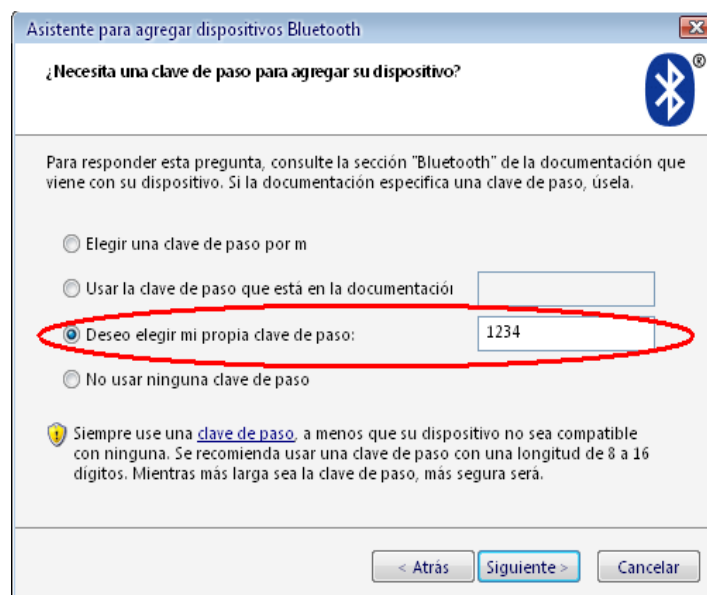 Asistente para agregar dispositivos Bluetooth
¿Necesita una clave de paso para agregar su dispositivo?
®
Para responder esta pregunta, consulte la sección "Bluetooth" de la documentación que
viene con su dispositivo. Si la documentación especifica una clave de paso, úsela.
Elegir una clave de paso por m
Usar la clave de paso que está en la documentación
Deseo elegir mi propia clave de paso: 1234
No usar ninguna clave de paso
Siempre use una clave de paso, a menos que su dispositivo no sea compatible
con ninguna. Se recomienda usar una clave de paso con una longitud de 8 a 16
dígitos. Mientras más larga sea la clave de paso, más segura será.
< Atrás Siguiente > Cancelar